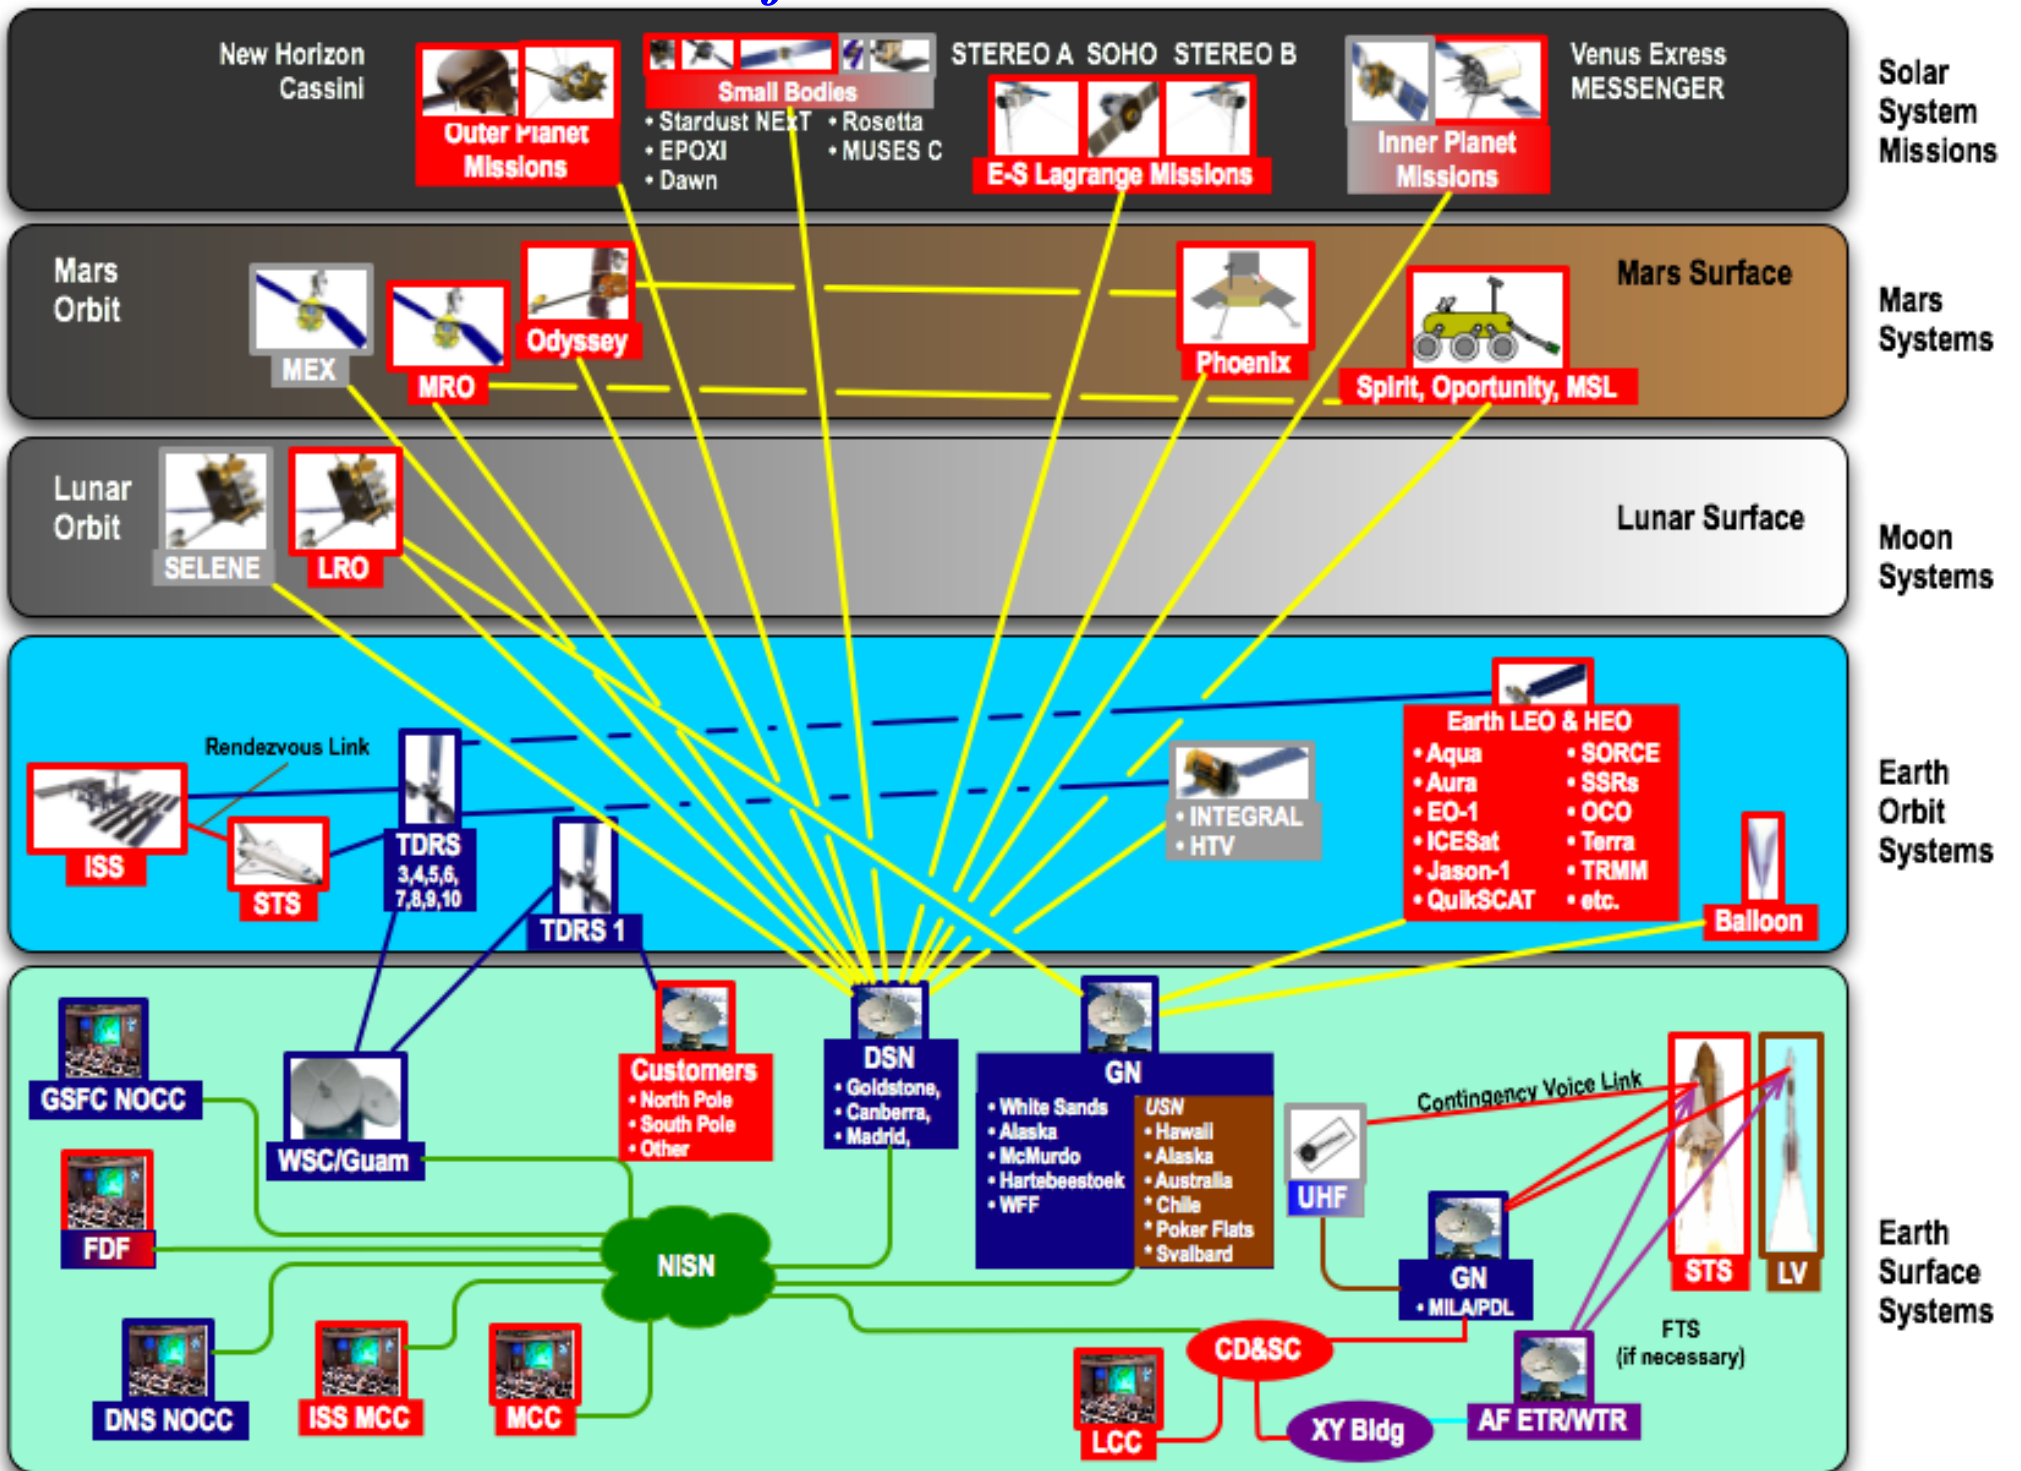 New Horizon
Cassini
Outer Planet
Missions
Small Bodies
• Stardust NExT
• EPOXI
• Dawn
• Rosetta
• MUSES C
STEREO A SOHO STEREO B
E-S Lagrange Missions
Inner Planet
Missions
Venus Exress
MESSENGER
Solar
System
Missions
Mars
Orbit
MEX
MRO
Odyssey
Phoenix
Spirit, Oportunity, MSL
Mars Surface
Mars
Systems
Lunar
Orbit
SELENE
LRO
Lunar Surface
Moon
Systems
Rendezvous Link
ISS
STS
TDRS
3,4,5,6,
7,8,9,10
TDRS 1
• INTEGRAL
• HTV
Earth LEO & HEO
• Aqua
• Aura
• EO-1
• ICESat
• Jason-1
• QuikSCAT
• SORCE
• SSRs
• OCO
• Terra
• TRMM
• etc.
Balloon
Earth
Orbit
Systems
GSFC NOCC
FDF
DNS NOCC
WSC/Guam
ISS MCC
MCC
NISN
Customers
• North Pole
• South Pole
• Other
DSN
• Goldstone,
• Canberra,
• Madrid,
GN
• White Sands
• Alaska
• McMurdo
• Hartebeestoek
• WFF
USN
• Hawaii
• Alaska
• Australia
* Chile
* Poker Flats
* Svalbard
UHF
Contingency Voice Link
GN
• MILA/PDL
STS
LV
FTS
(if necessary)
CD&SC
LCC
XY Bldg
AF ETR/WTR
Earth
Surface
Systems